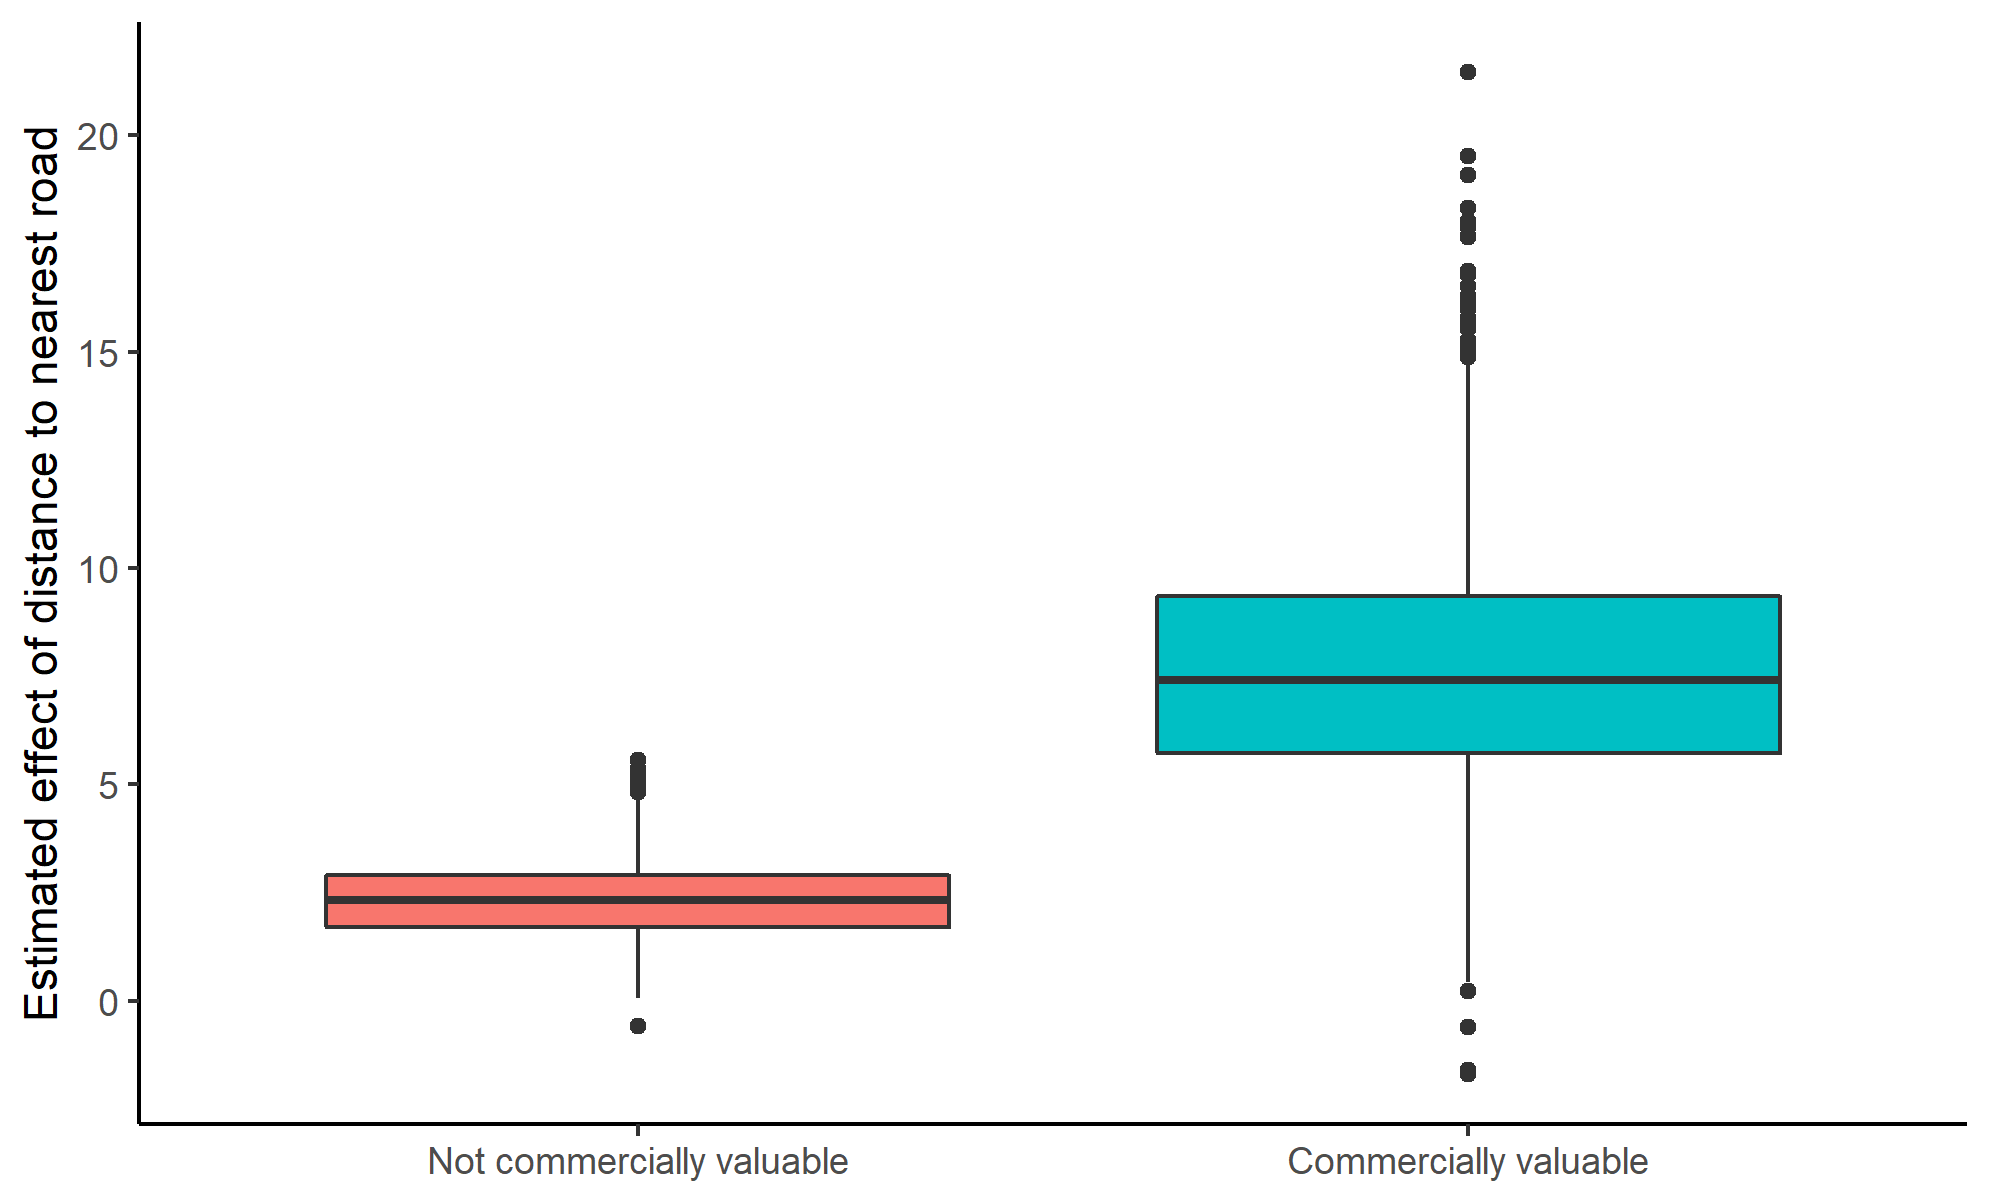 Estimated effect of distance to nearest road
20
15
10
5
0
Not commercially valuable
Commercially valuable